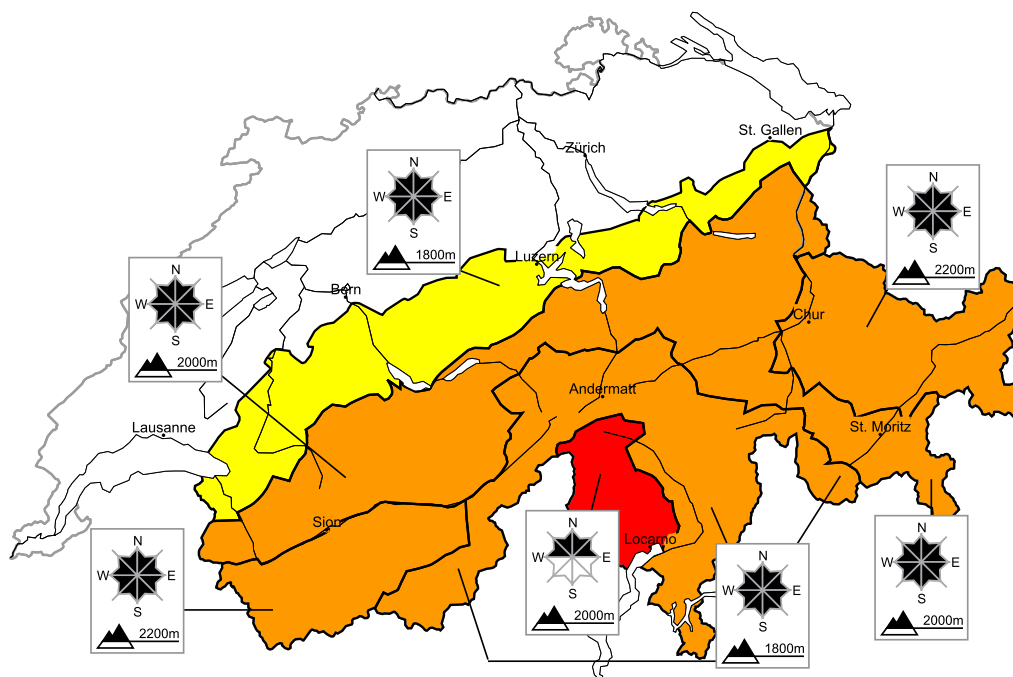 St. Gallen
Zürich
N
W E
S
1800m
N
W E
S
2200m
Luzern
N
W E
S
2000m
Bern
Chur
Andermatt
Lausanne
St. Moritz
Sion
Locarno
N
W E
S
2200m
N
W E
S
2000m
N
W E
S
1800m
N
W E
S
2000m